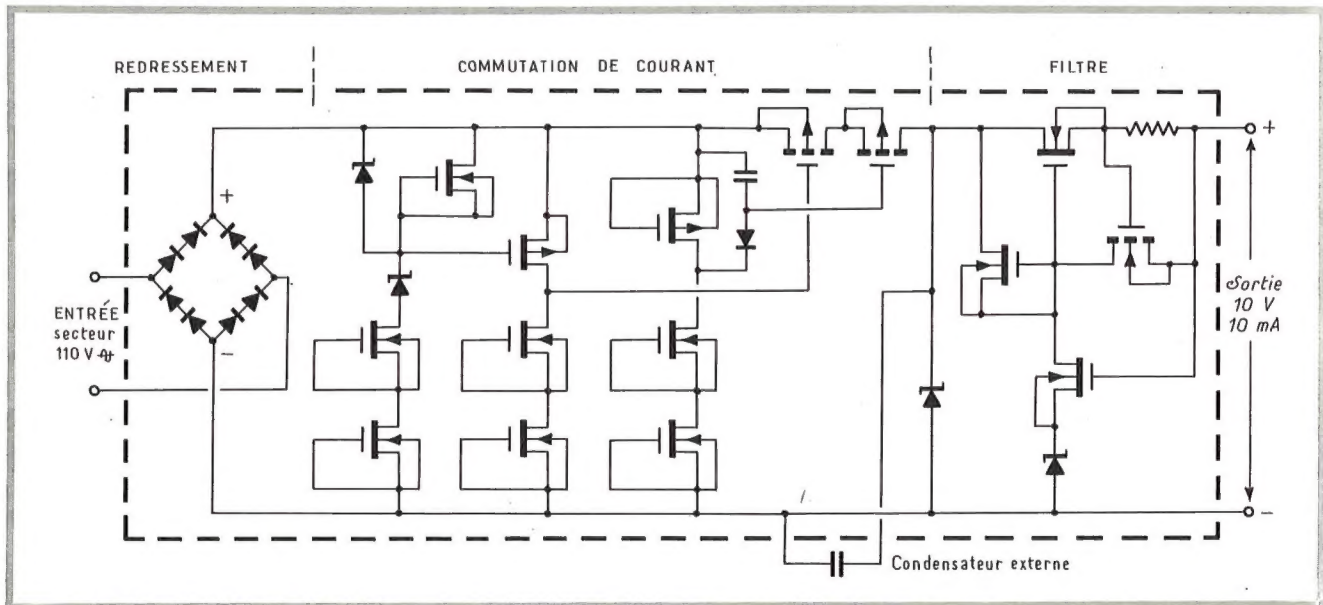 REDRESSEMENT
COMMUTATION DE COURANT
FILTRE
+
-
ENTRÉE
secteur
110 V
+
Sortie
10 V
10 mA
-
Condensateur externe